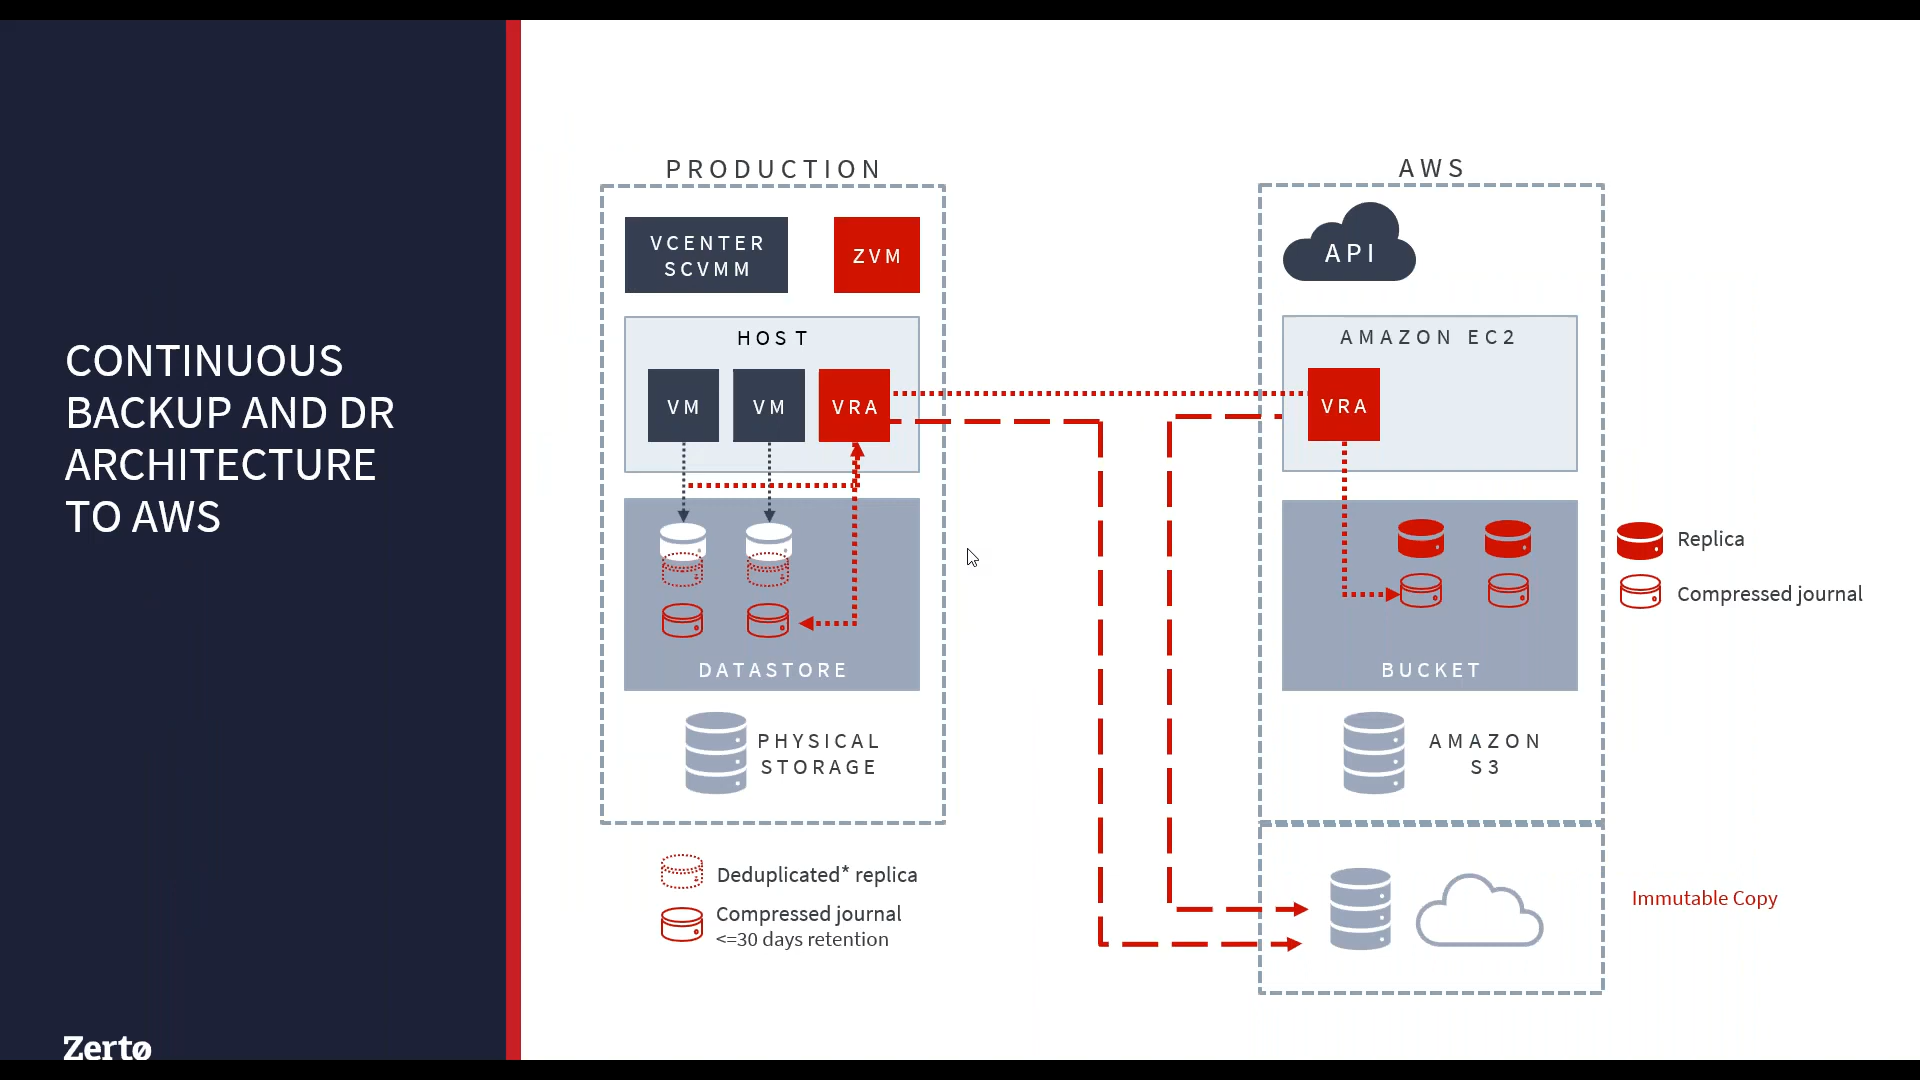 CONTINUOUS
BACKUP AND DR
ARCHITECTURE
TO AWS
Zertø
PRODUCTION
VCENTER
SCVMM
ZVM
HOST
VM
VM
VRA
DATASTORE
PHYSICAL
STORAGE
Deduplicated* replica
Compressed journal
<=30 days retention
AWS
API
AMAZON EC2
VRA
BUCKET
AMAZON
S3
Replica
Compressed journal
Immutable Copy